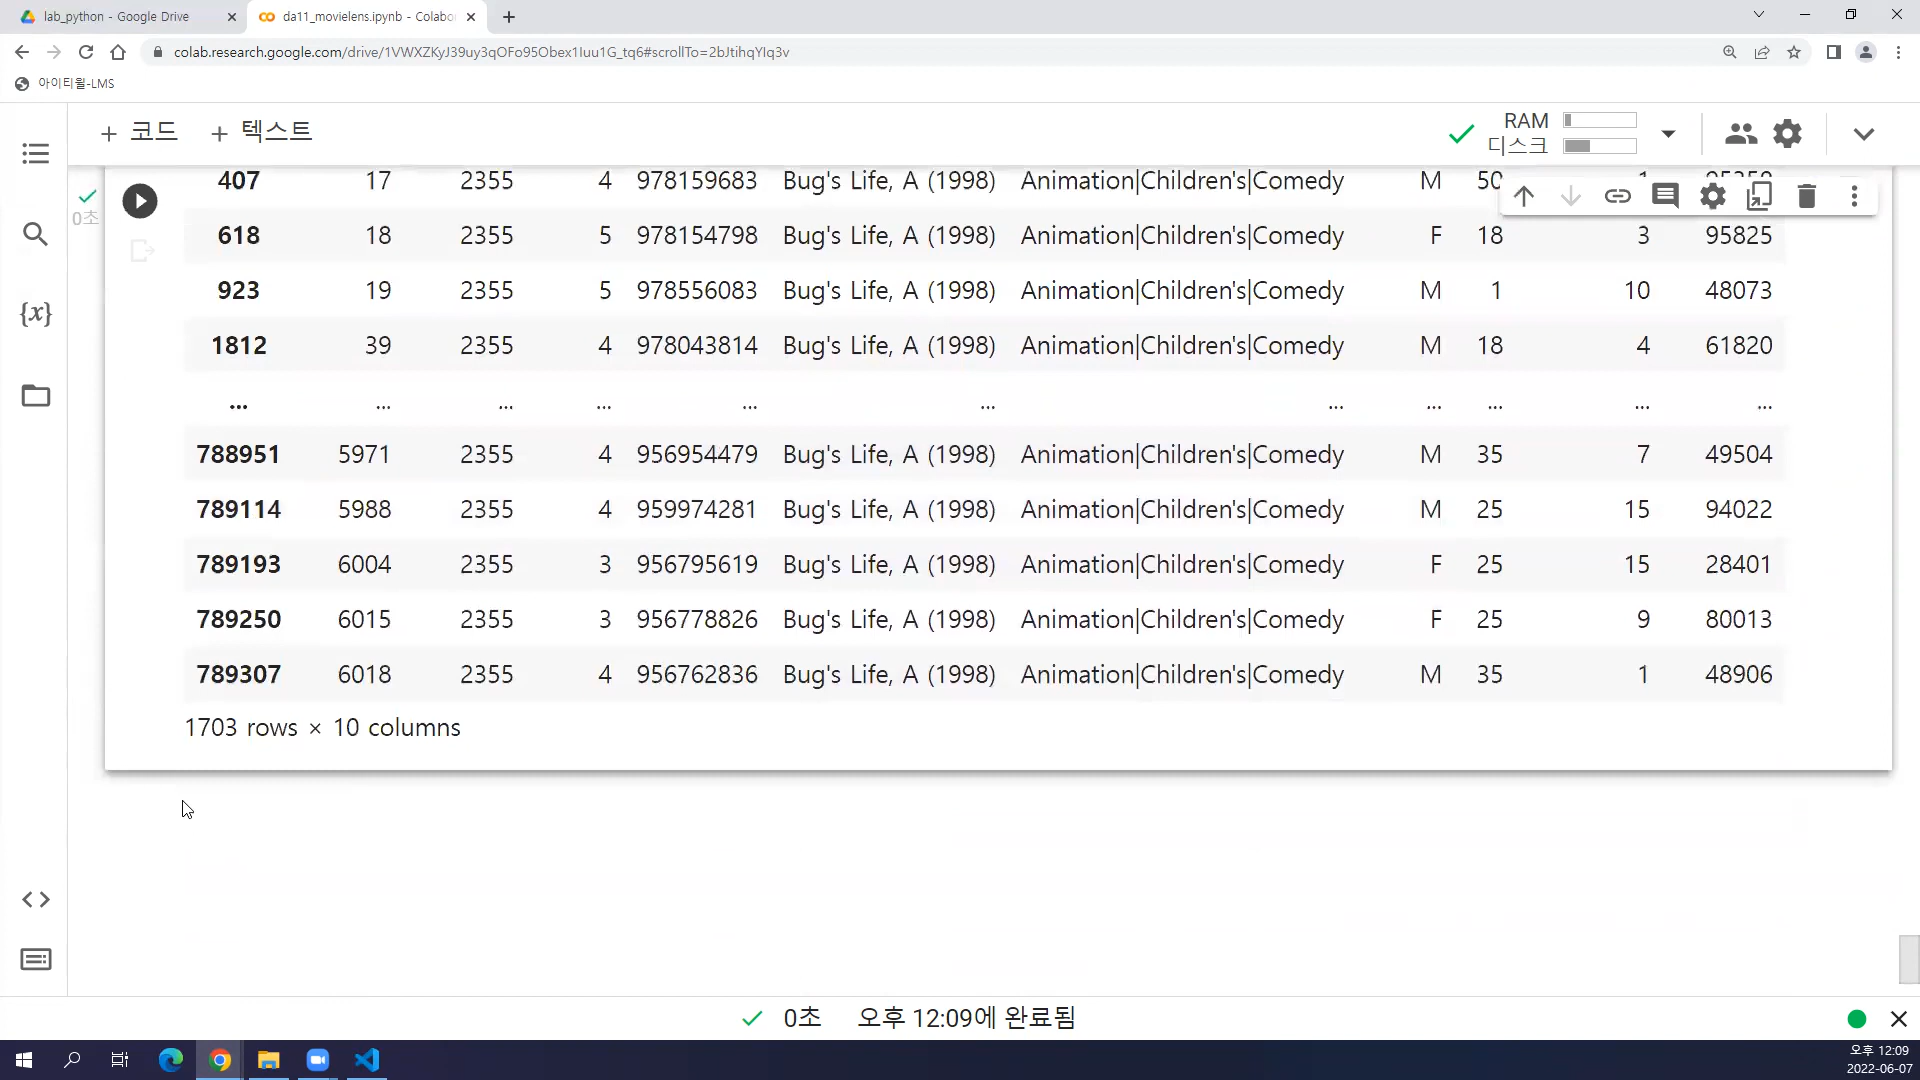 lab_python - Google Drive
da11_movielens.ipynb - Colabo
colab.research.google.com/drive/1VWXZKyJ39uy3qOFo95Obex1Iuu1G_tq6#scrollTo=2bJtihqYIq3v
아이티윌-LMS
+ 코드 + 텍스트
RAM
디스크
0초
407 17 2355 4 978159683 Bug's Life, A (1998) Animation|Children's|Comedy M 50 1 95350
618 18 2355 5 978154798 Bug's Life, A (1998) Animation|Children's|Comedy F 18 3 95825
923 19 2355 5 978556083 Bug's Life, A (1998) Animation|Children's|Comedy M 1 10 48073
1812 39 2355 4 978043814 Bug's Life, A (1998) Animation|Children's|Comedy M 18 4 61820
... ... ... ... ... ... ... ... ... ... ...
788951 5971 2355 4 956954479 Bug's Life, A (1998) Animation|Children's|Comedy M 35 7 49504
789114 5988 2355 4 959974281 Bug's Life, A (1998) Animation|Children's|Comedy M 25 15 94022
789193 6004 2355 3 956795619 Bug's Life, A (1998) Animation|Children's|Comedy F 25 15 28401
789250 6015 2355 3 956778826 Bug's Life, A (1998) Animation|Children's|Comedy F 25 9 80013
789307 6018 2355 4 956762836 Bug's Life, A (1998) Animation|Children's|Comedy M 35 1 48906
1703 rows × 10 columns
0초 오후 12:09에 완료됨
오후 12:09
2022-06-07